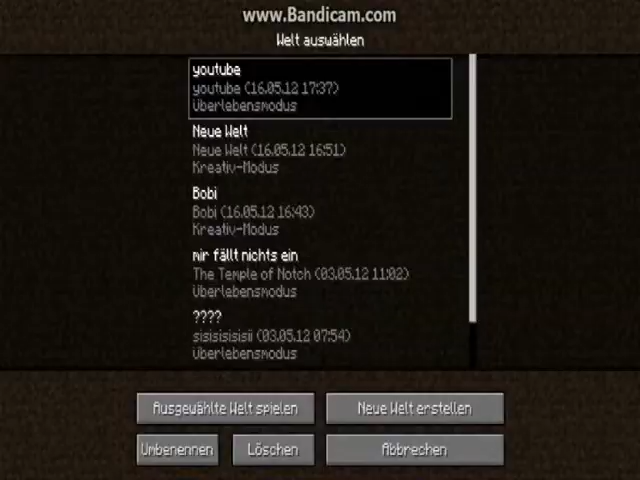 www.Bandicam.com
Welt auswählen
youtube
youtube (16.05.12 17:37)
Überlebensmodus
Neue Welt
Neue Welt (16.05.12 16:51)
Kreativ-Modus
Bobi
Bobi (16.05.12 16:43)
Kreativ-Modus
mir fällt nichts ein
The Temple of Notch (03.05.12 11:02)
Überlebensmodus
????
sisisisisisii (03.05.12 07:54)
Überlebensmodus
Ausgewählte Welt spielen
Neue Welt erstellen
Umbenennen
Löschen
Abbrechen